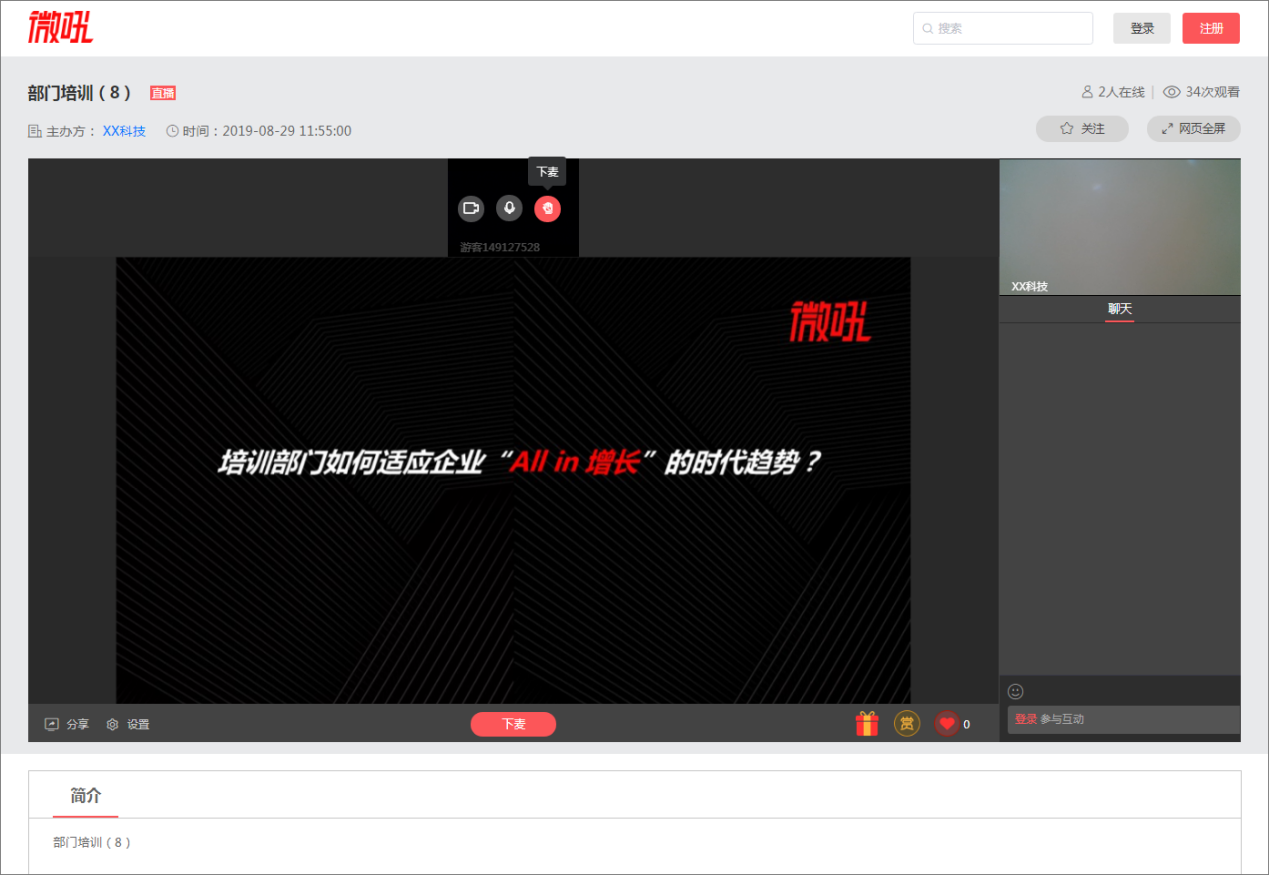 微吼
搜索
登录
注册
部门培训（8）
直播
2人在线
34次观看
主办方：
XX科技
时间：2019-08-29 11:55:00
关注
网页全屏
下麦
游客149127528
XX科技
聊天
微吼
培训部门如何适应企业“All in 增长”的时代趋势？
登录 参与互动
分享
设置
下麦
赏
0
简介
部门培训（8）